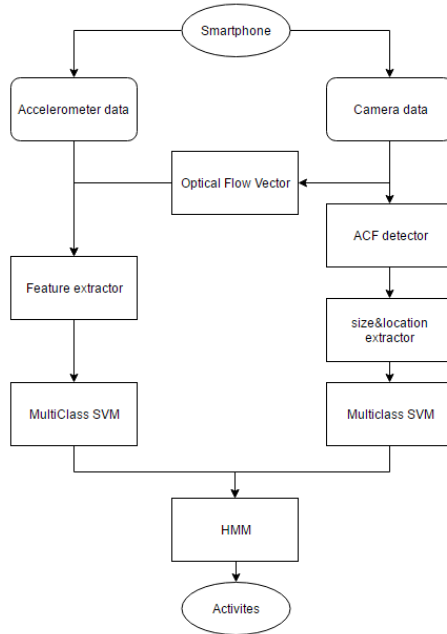 Smartphone
Accelerometer data
Camera data
Optical Flow Vector
ACF detector
Feature extractor
size&location
extractor
MultiClass SVM
Multiclass SVM
HMM
Activites